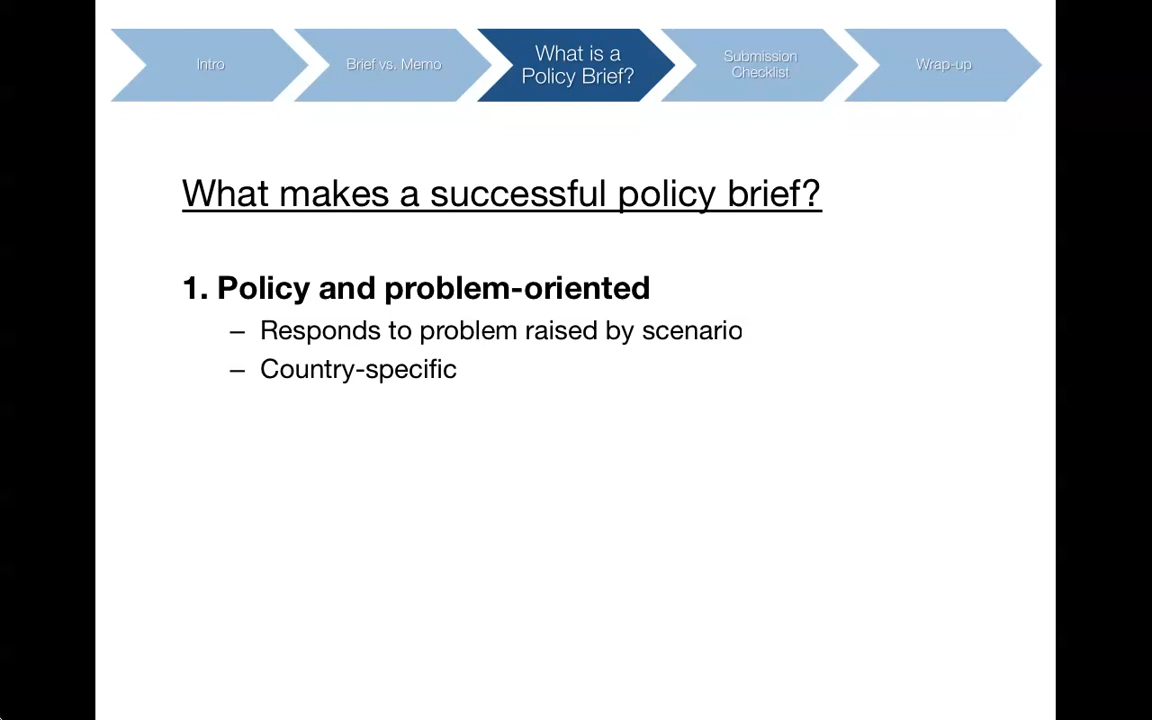 Intro
Brief vs. Memo
What is a
Policy Brief?
Submission
Checklist
Wrap-up
What makes a successful policy brief?
1. Policy and problem-oriented
– Responds to problem raised by scenario
– Country-specific